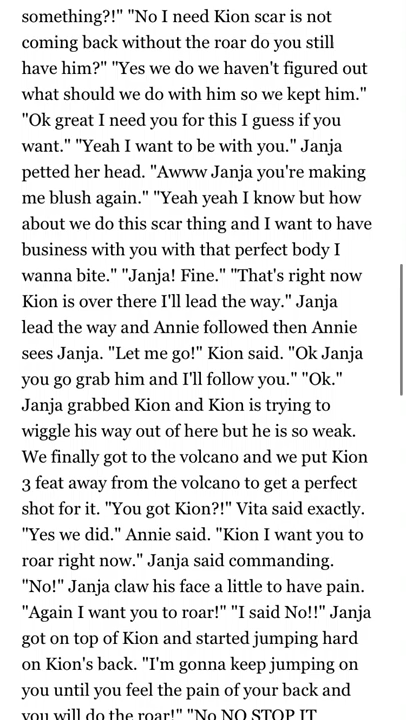 something?!" "No I need Kion scar is not
coming back without the roar do you still
have him?" "Yes we do we haven't figured out
what should we do with him so we kept him."
"Ok great I need you for this I guess if you
want." "Yeah I want to be with you." Janja
petted her head. "Awww Janja you're making
me blush again." "Yeah yeah I know but how
about we do this scar thing and I want to have
business with you with that perfect body I
wanna bite." "Janja! Fine." "That's right now
Kion is over there I'll lead the way." Janja
lead the way and Annie followed then Annie
sees Janja. "Let me go!" Kion said. "Ok Janja
you go grab him and I'll follow you." "Ok."
Janja grabbed Kion and Kion is trying to
wiggle his way out of here but he is so weak.
We finally got to the volcano and we put Kion
3 feat away from the volcano to get a perfect
shot for it. "You got Kion?!" Vita said exactly.
"Yes we did." Annie said. "Kion I want you to
roar right now." Janja said commanding.
"No!" Janja claw his face a little to have pain.
"Again I want you to roar!" "I said No!!" Janja
got on top of Kion and started jumping hard
on Kion's back. "I'm gonna keep jumping on
you until you feel the pain of your back and
you will do the roar!" "No NO STOP IT